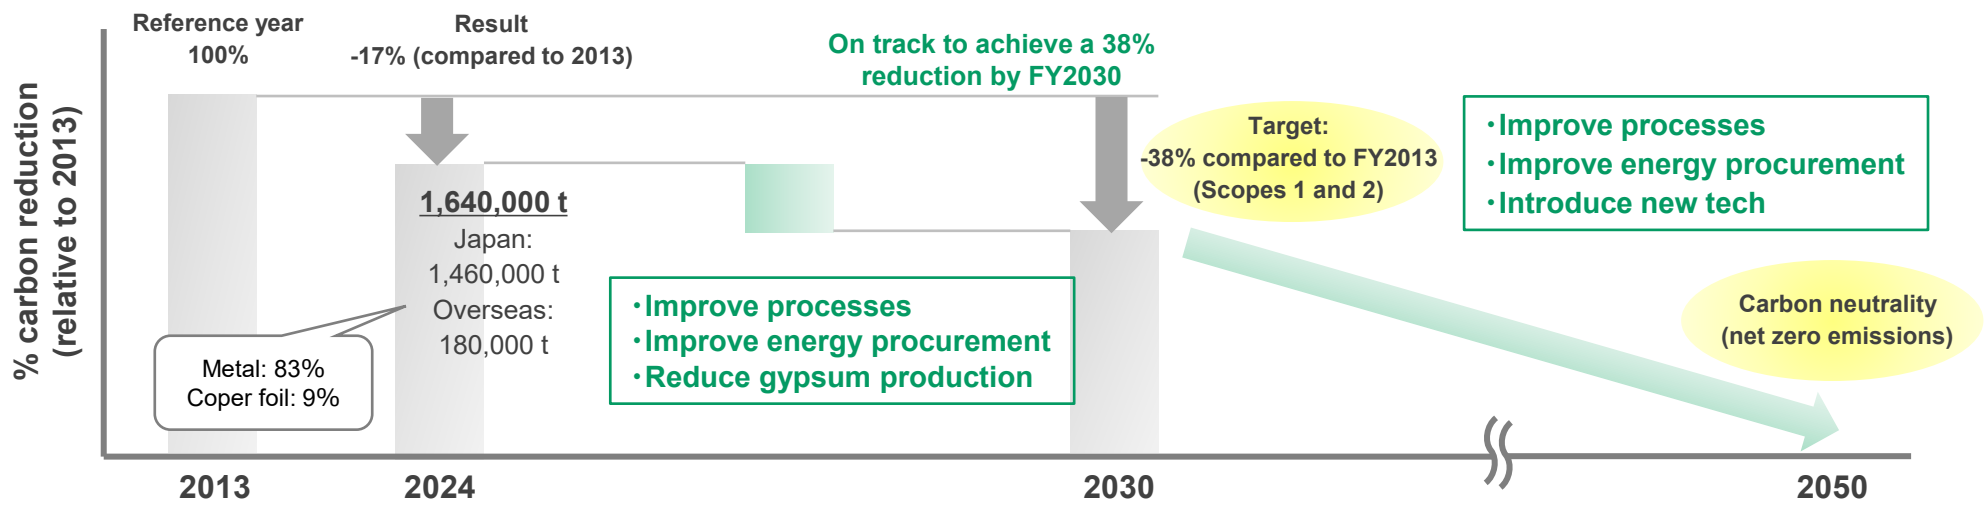 % carbon reduction
(relative to 2013)
Reference year
100%
Result
-17% (compared to 2013)
On track to achieve a 38%
reduction by FY2030
Target:
-38% compared to FY2013
(Scopes 1 and 2)
・Improve processes
・Improve energy procurement
・Introduce new tech
1,640,000 t
Japan:
1,460,000 t
Overseas:
180,000 t
Metal: 83%
Coper foil: 9%
・Improve processes
・Improve energy procurement
・Reduce gypsum production
Carbon neutrality
(net zero emissions)
2013
2024
2030
2050